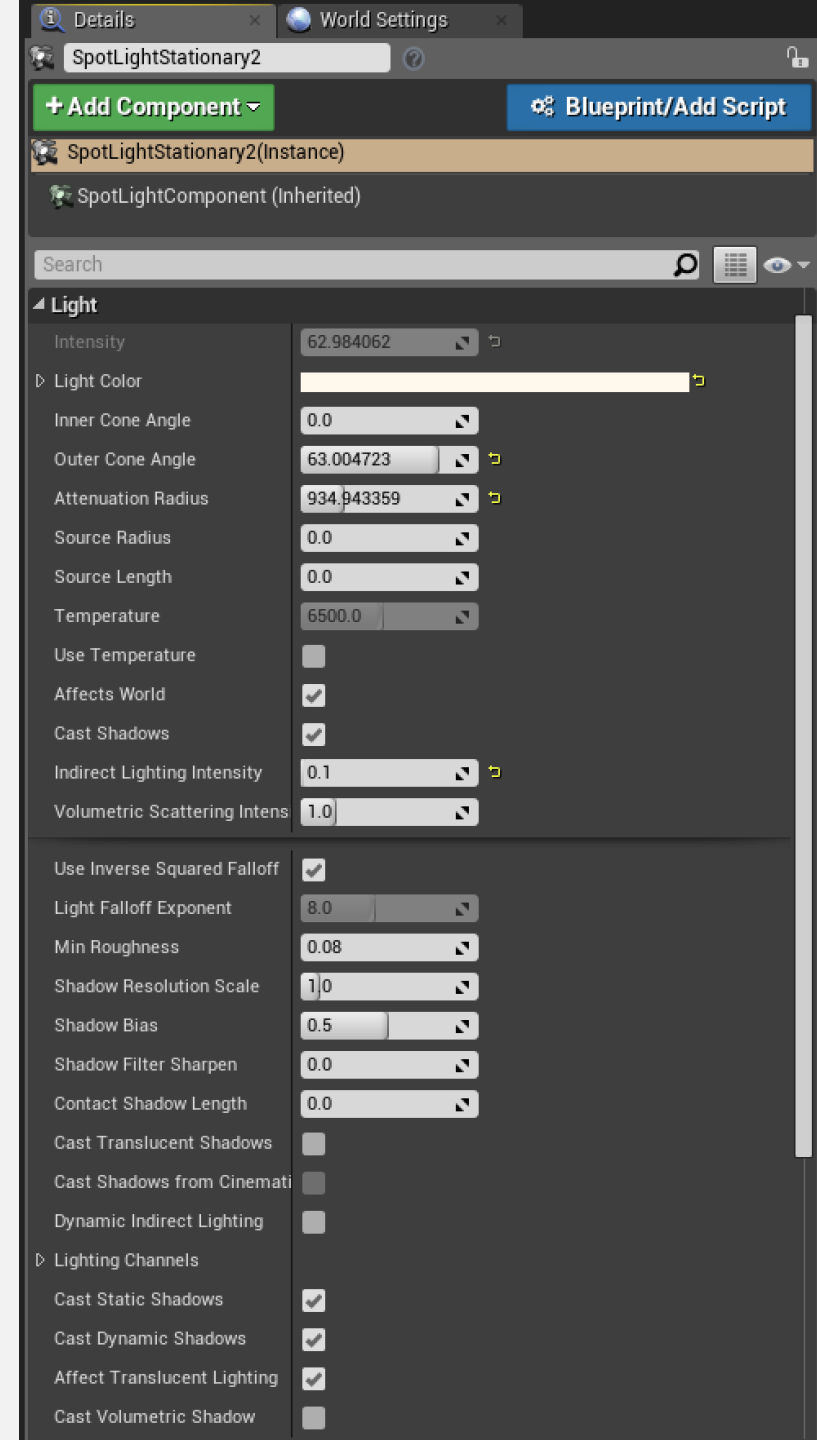 Details World Settings
SpotLightStationary2
+Add Component Blueprint/Add Script
SpotLightStationary2(Instance)
SpotLightComponent (Inherited)
Search
Light
Intensity 62.984062
Light Color
Inner Cone Angle 0.0
Outer Cone Angle 63.004723
Attenuation Radius 934.943359
Source Radius 0.0
Source Length 0.0
Temperature 6500.0
Use Temperature
Affects World
Cast Shadows
Indirect Lighting Intensity 0.1
Volumetric Scattering Intens 1.0
Use Inverse Squared Falloff
Light Falloff Exponent 8.0
Min Roughness 0.08
Shadow Resolution Scale 1.0
Shadow Bias 0.5
Shadow Filter Sharpen 0.0
Contact Shadow Length 0.0
Cast Translucent Shadows
Cast Shadows from Cinemati
Dynamic Indirect Lighting
Lighting Channels
Cast Static Shadows
Cast Dynamic Shadows
Affect Translucent Lighting
Cast Volumetric Shadow